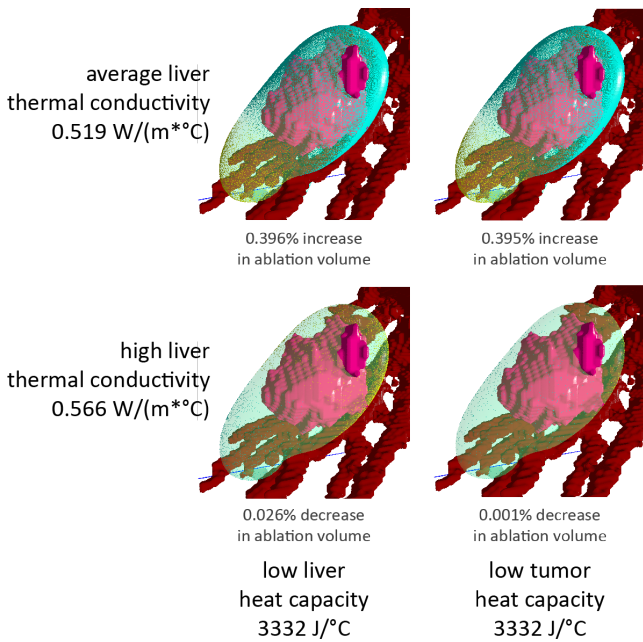 average liver
thermal conductivity
0.519 W/(m*°C)
0.396% increase
in ablation volume
0.395% increase
in ablation volume
high liver
thermal conductivity
0.566 W/(m*°C)
0.026% decrease
in ablation volume
0.001% decrease
in ablation volume
low liver
heat capacity
3332 J/°C
low tumor
heat capacity
3332 J/°C